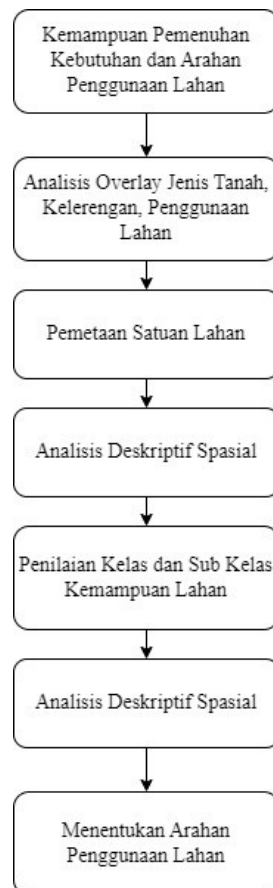 Kemampuan Pemenuhan
Kebutuhan dan Arahan
Penggunaan Lahan
Analisis Overlay Jenis Tanah,
Kelerengan, Penggunaan
Lahan
Pemetaan Satuan Lahan
Analisis Deskriptif Spasial
Penilaian Kelas dan Sub Kelas
Kemampuan Lahan
Analisis Deskriptif Spasial
Menentukan Arahan
Penggunaan Lahan